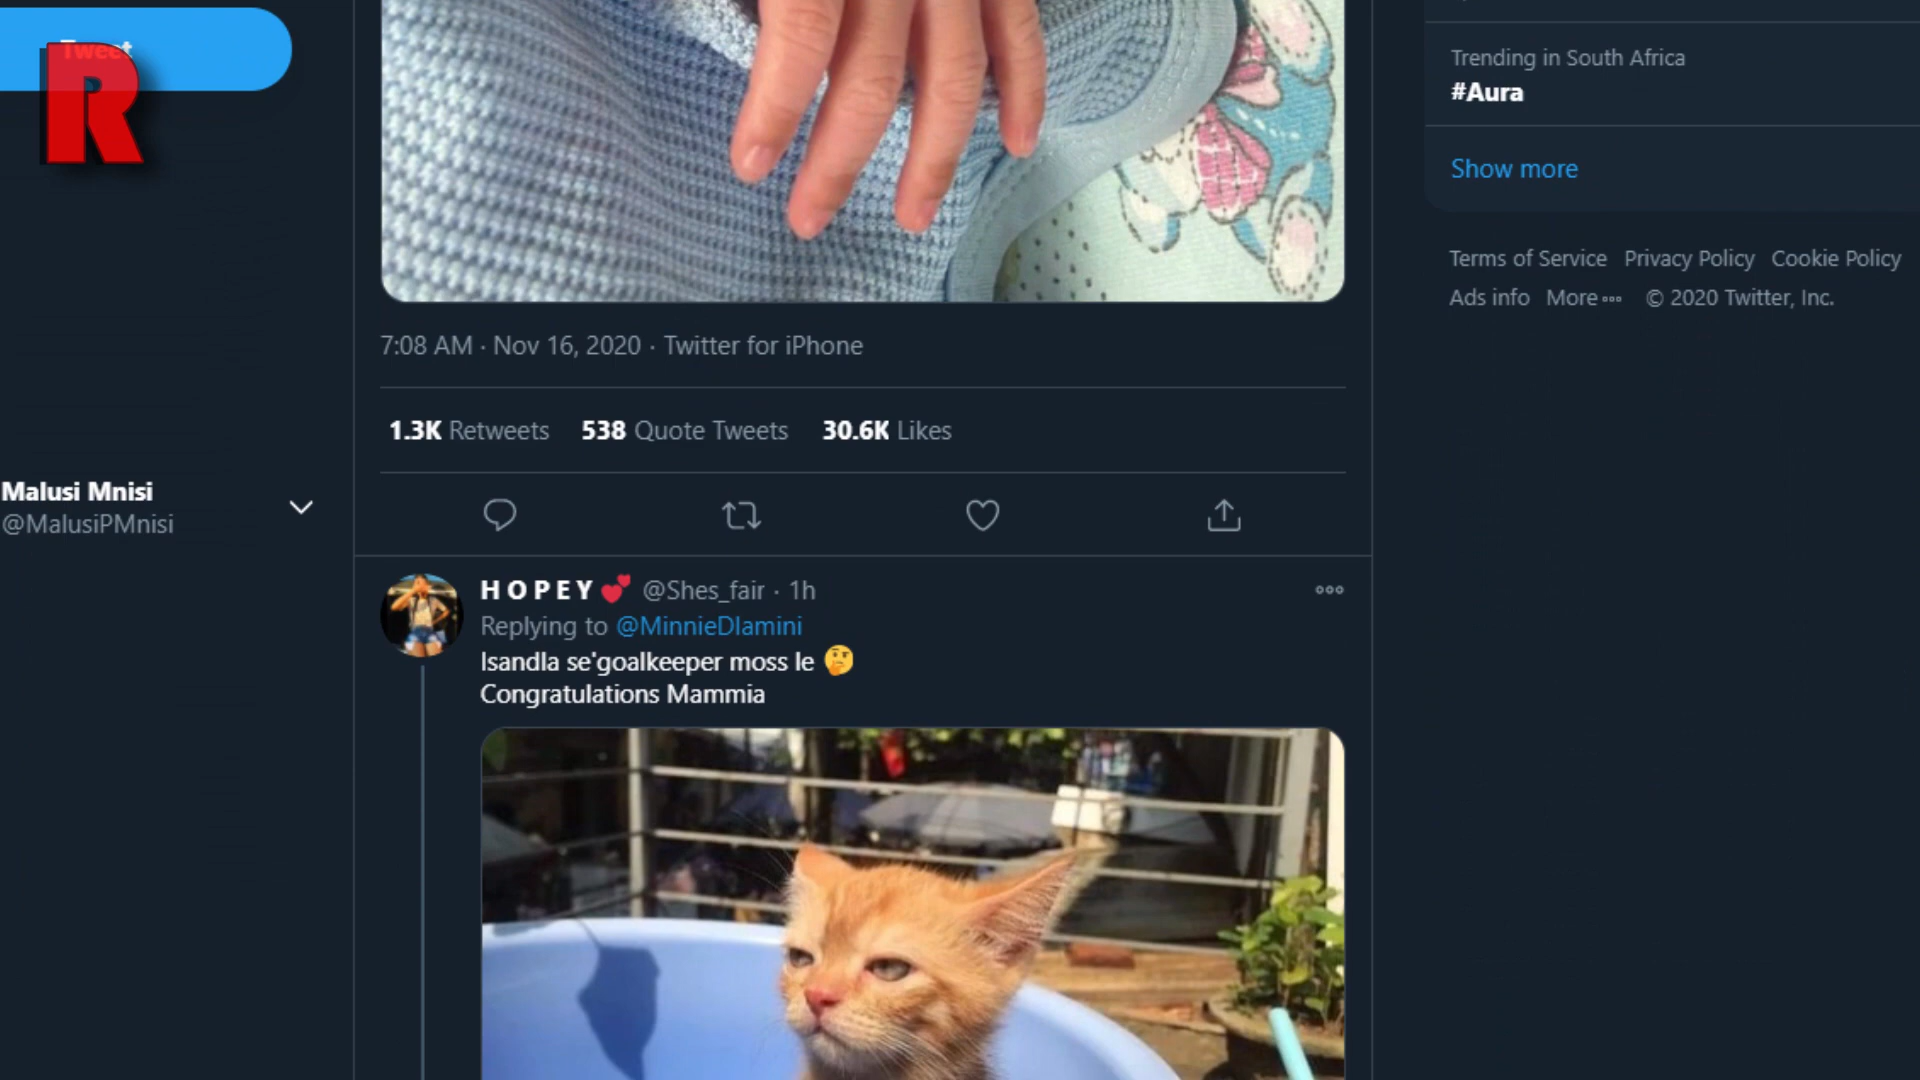 Tweet
R
Malusi Mnisi
@MalusiPMnisi
7:08 AM · Nov 16, 2020 · Twitter for iPhone
1.3K Retweets 538 Quote Tweets 30.6K Likes
H O P E Y 💕 @Shes_fair · 1h
Replying to @MinnieDlamini
Isandla se'goalkeeper moss le 🤔
Congratulations Mammia
Trending in South Africa
#Aura
Show more
Terms of Service Privacy Policy Cookie Policy
Ads info More ••• © 2020 Twitter, Inc.